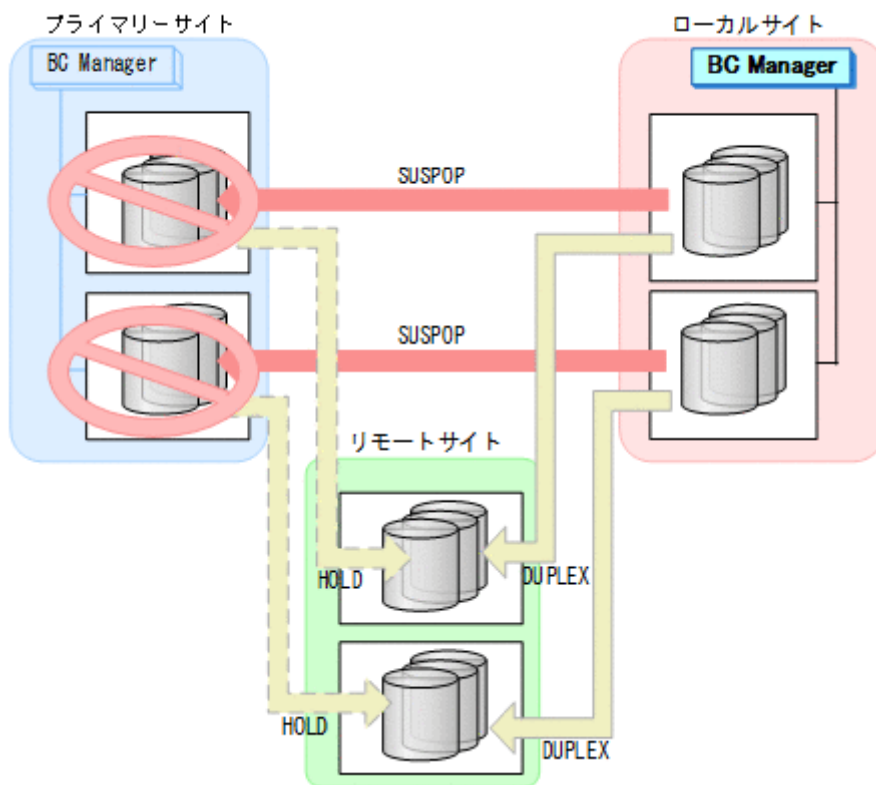 プライマリーサイト
ローカルサイト
BC Manager
BC Manager
SUSPOP
SUSPOP
リモートサイト
HOLD
DUPLEX
HOLD
DUPLEX